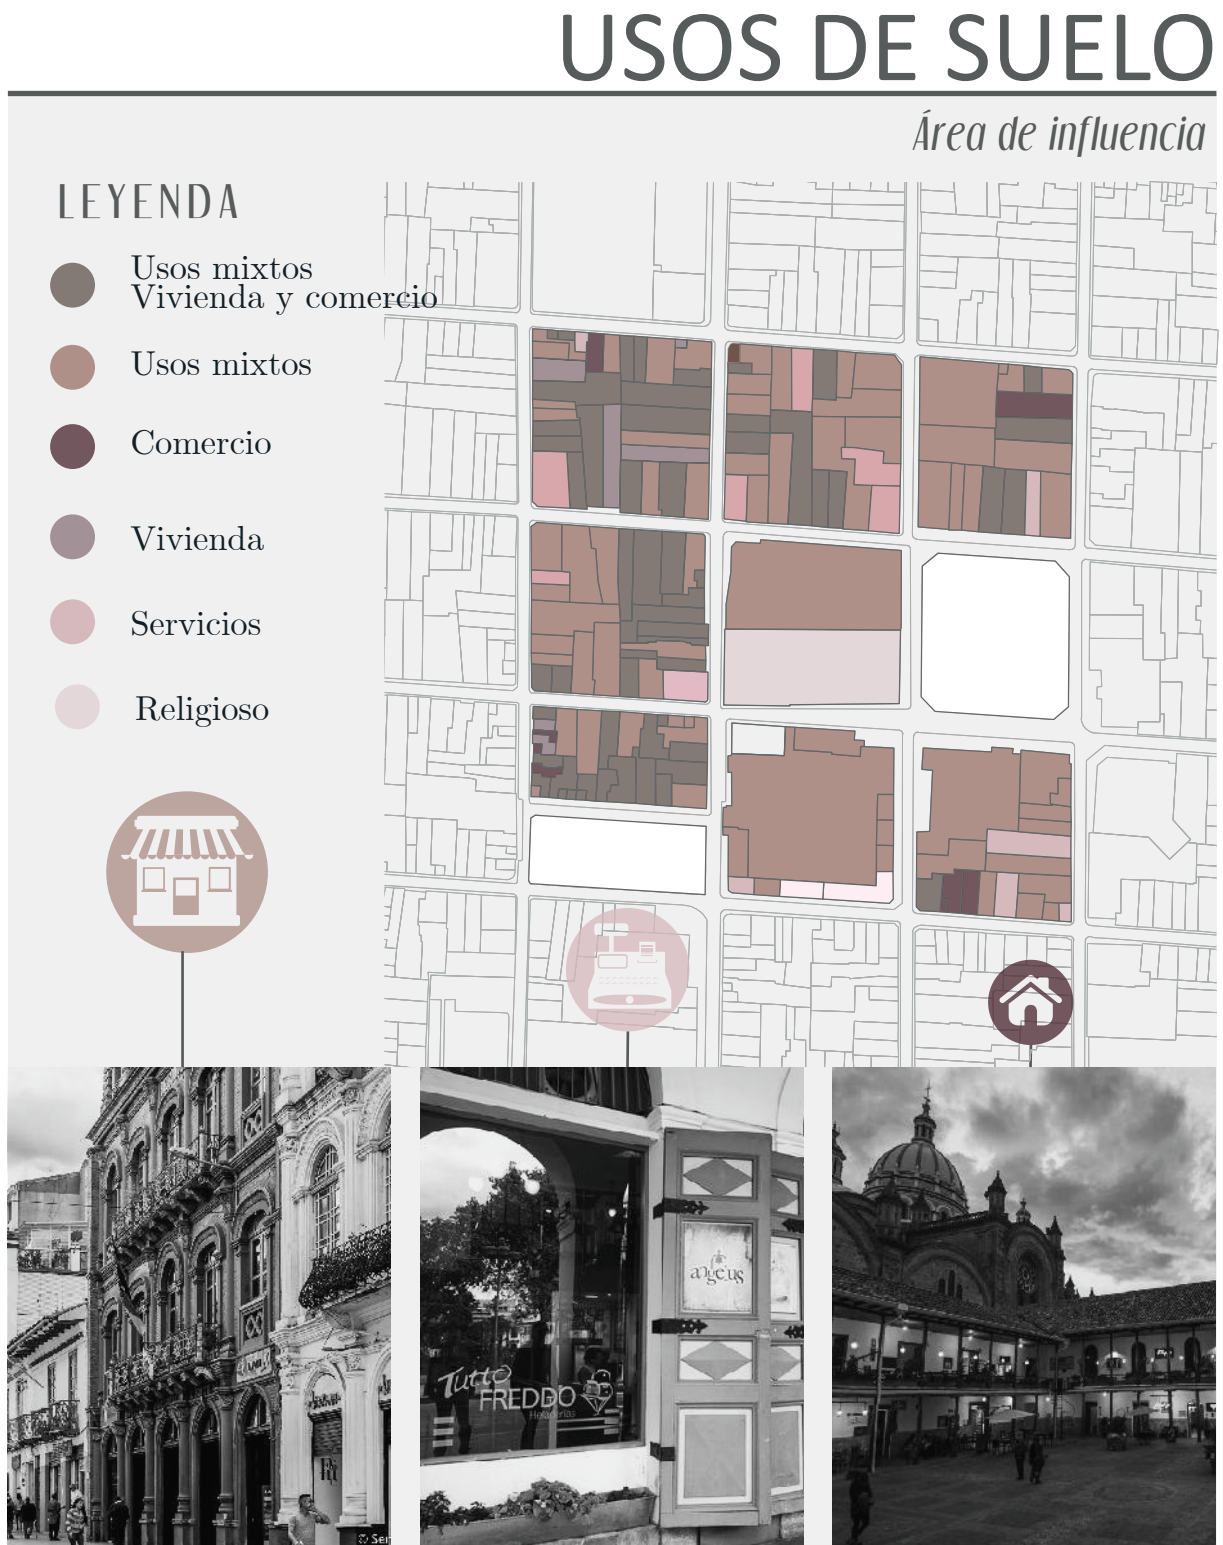 USOS DE SUELO
Área de influencia
LEYENDA
Usos mixtos
Vivienda y comercio
Usos mixtos
Comercio
Vivienda
Servicios
Religioso
angelus
Tutto
FREDDO
Heladerías